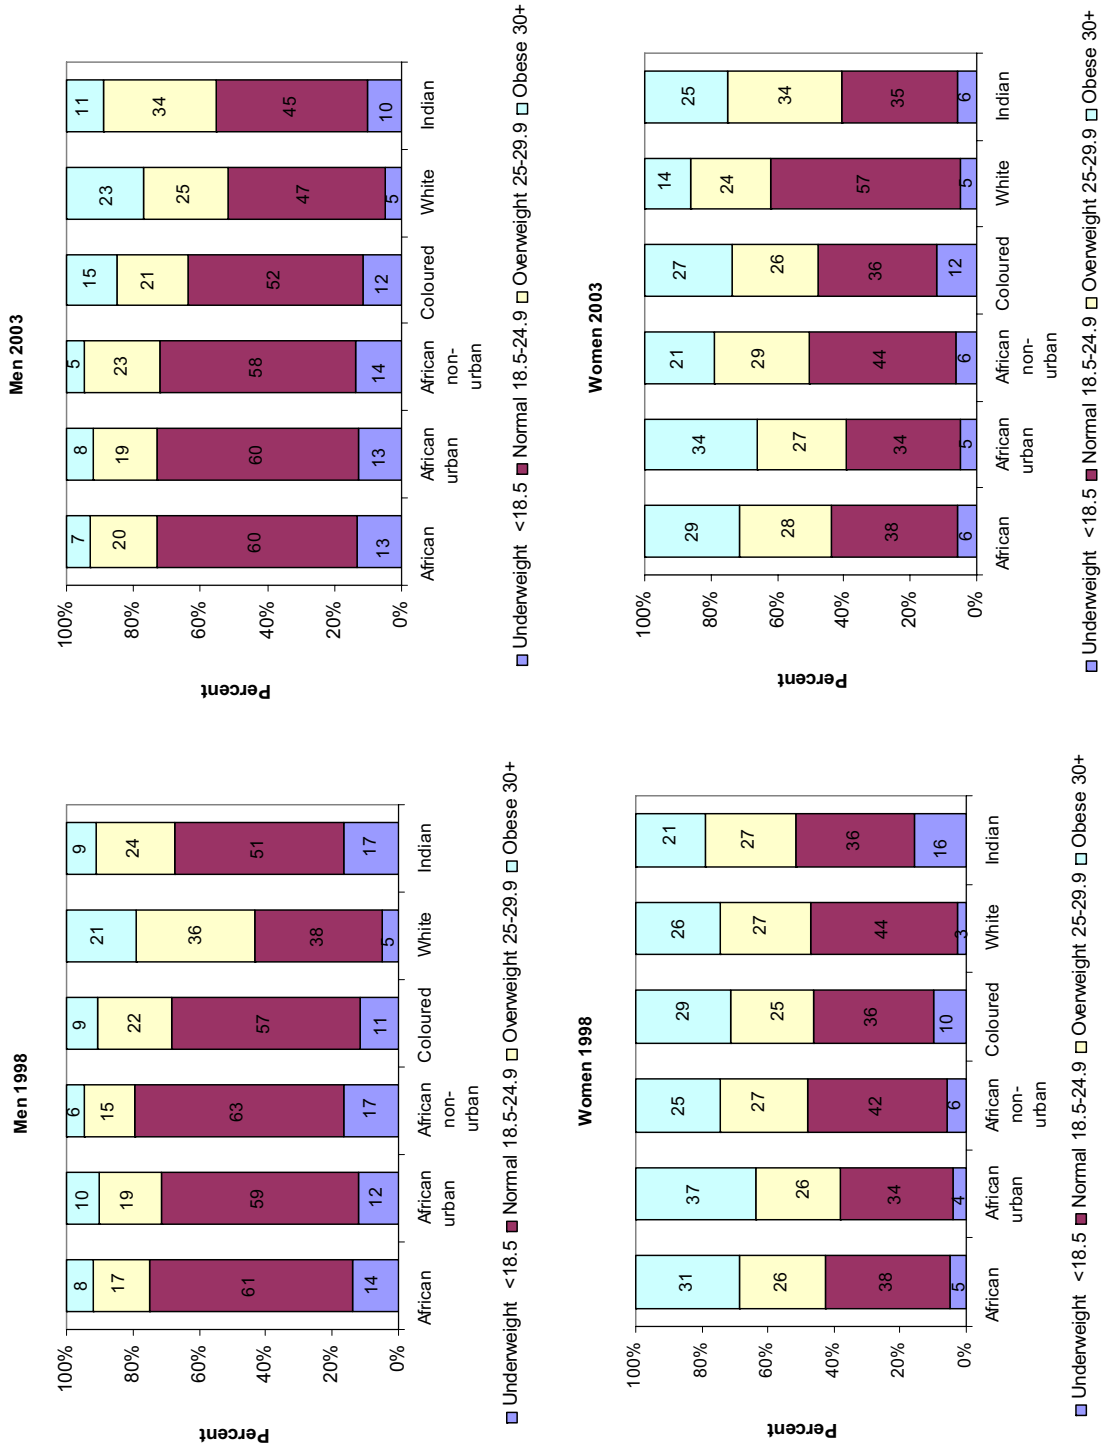 Men 1998
Percent
100%
80%
60%
40%
20%
0%
8
17
61
14
10
19
59
12
6
15
63
17
9
22
57
11
21
36
38
5
9
24
51
17
African
African
urban
African
non-
urban
Coloured
White
Indian
Underweight <18.5 Normal 18.5-24.9 Overweight 25-29.9 Obese 30+
Men 2003
Percent
100%
80%
60%
40%
20%
0%
7
20
60
13
8
19
60
13
5
23
58
14
15
21
52
12
23
25
47
5
11
34
45
10
African
African
urban
African
non-
urban
Coloured
White
Indian
Underweight <18.5 Normal 18.5-24.9 Overweight 25-29.9 Obese 30+
Women 1998
Percent
100%
80%
60%
40%
20%
0%
31
26
38
5
37
26
34
4
25
27
42
6
29
25
36
10
26
27
44
3
21
27
36
16
African
African
urban
African
non-
urban
Coloured
White
Indian
Underweight <18.5 Normal 18.5-24.9 Overweight 25-29.9 Obese 30+
Women 2003
Percent
100%
80%
60%
40%
20%
0%
29
28
38
6
34
27
34
5
21
29
44
6
27
26
36
12
14
24
57
5
25
34
35
6
African
African
urban
African
non-
urban
Coloured
White
Indian
Underweight <18.5 Normal 18.5-24.9 Overweight 25-29.9 Obese 30+